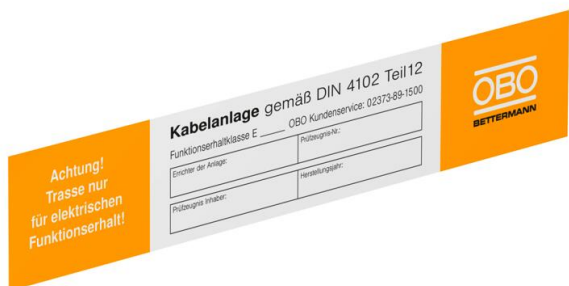 Achtung!
Trasse nur
für elektrischen
Funktionserhalt!
Kabelanlage gemäß DIN 4102 Teil12
Funktionserhaltklasse E ____ OBO Kundenservice: 02373-89-1500
Errichter der Anlage:
Prüfzeugnis-Nr.:
Prüfzeugnis Inhaber:
Herstellungsjahr:
OBO
BETTERMANN